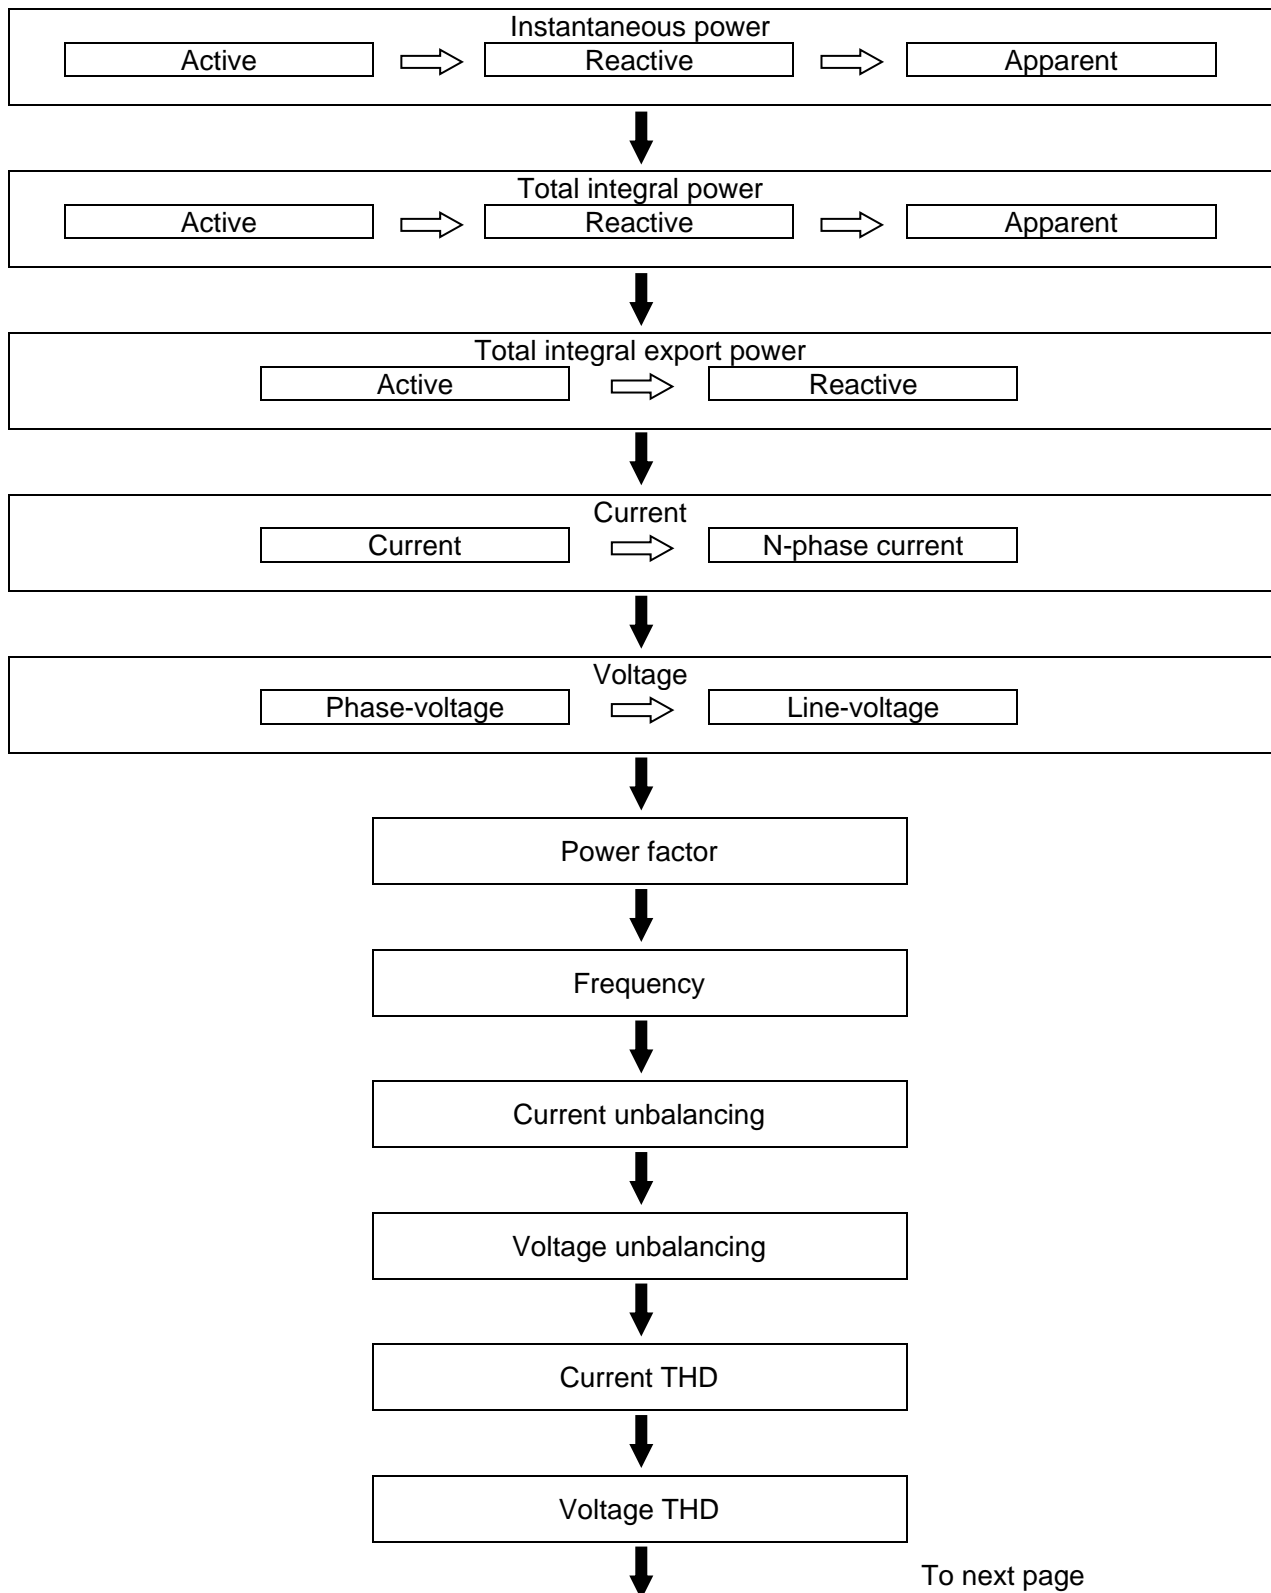 Instantaneous power
Active Reactive Apparent
Total integral power
Active Reactive Apparent
Total integral export power
Active Reactive
Current
Current N-phase current
Voltage
Phase-voltage Line-voltage
Power factor
Frequency
Current unbalancing
Voltage unbalancing
Current THD
Voltage THD
To next page